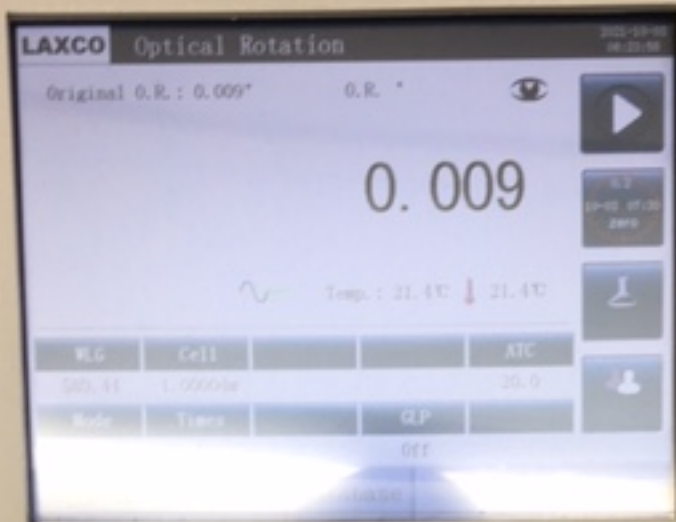 LAXCO Optical Rotation
Original O.R.: 0.009° O.R. °
0.009
zero
Temp.: 21.4℃ 21.4℃
WLG Cell ATC
20.0
Mode Times GLP
Off